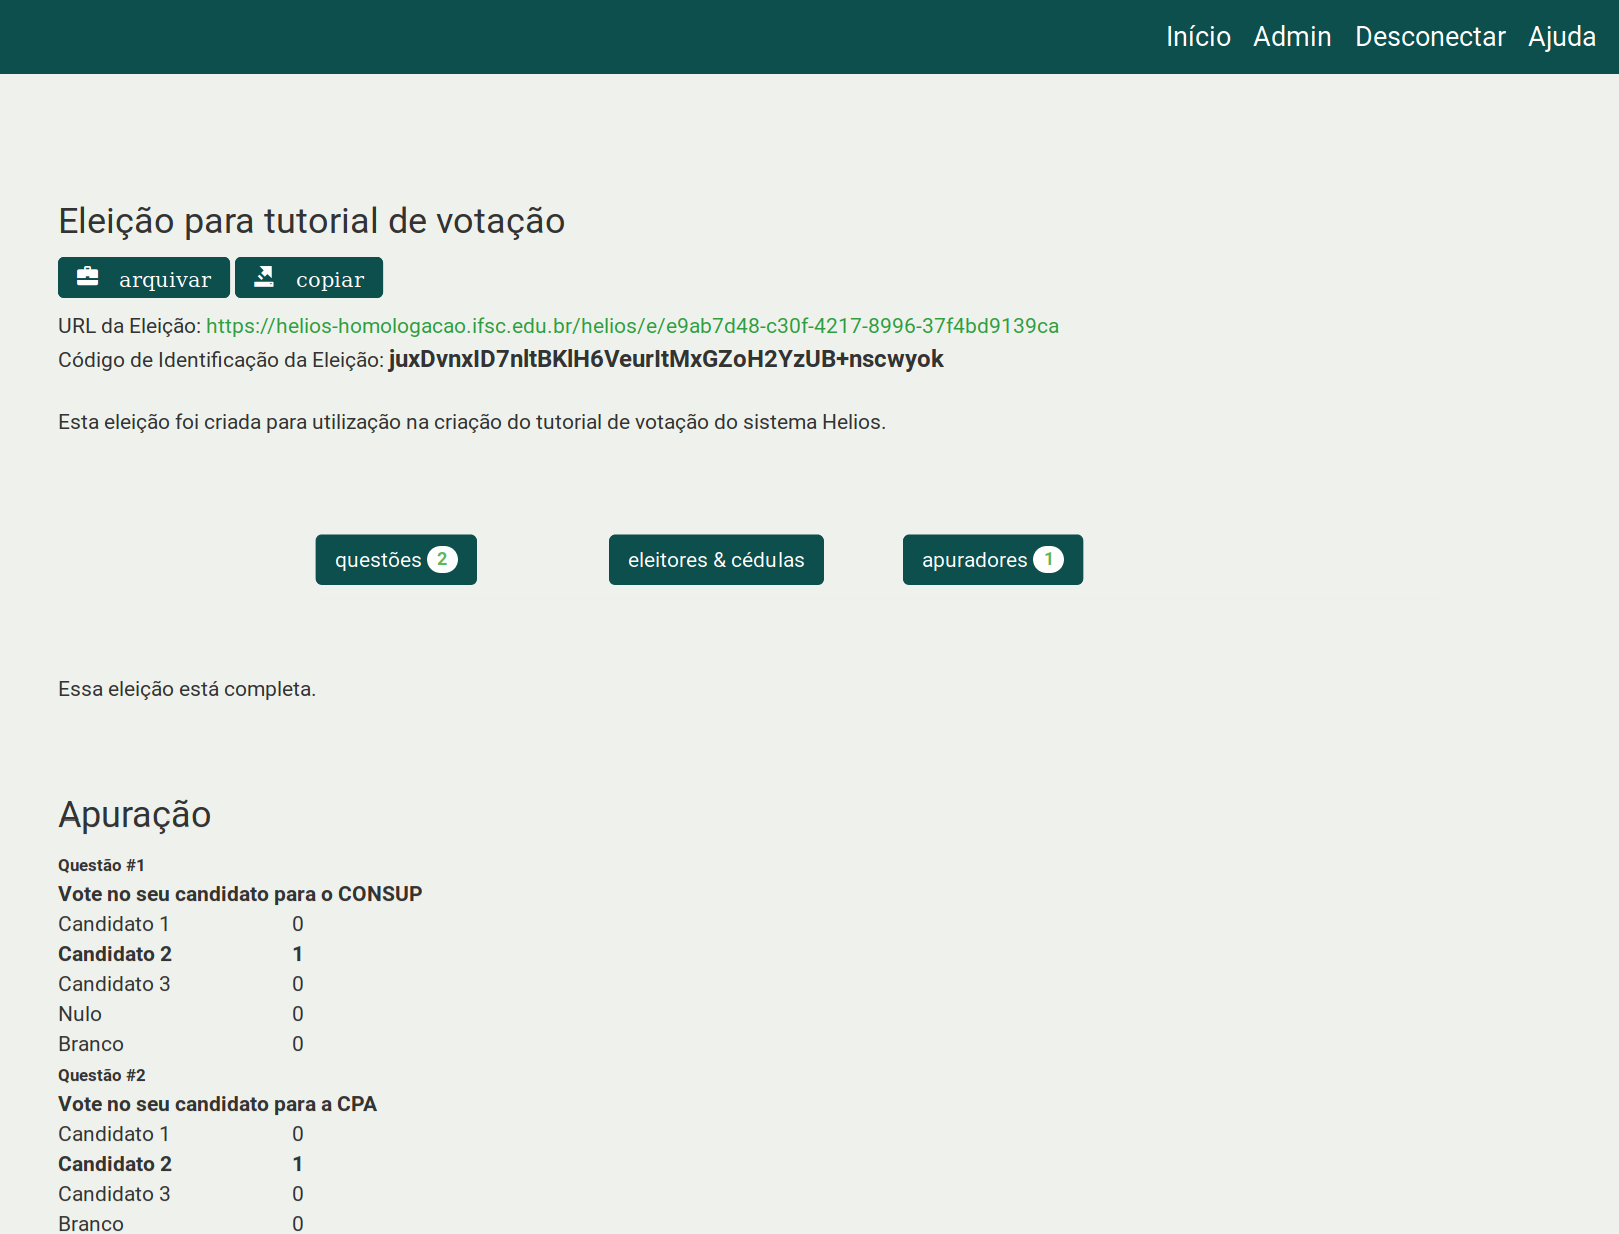 Início Admin Desconectar Ajuda
Eleição para tutorial de votação
arquivar copiar
URL da Eleição: https://helios-homologacao.ifsc.edu.br/helios/e/e9ab7d48-c30f-4217-8996-37f4bd9139ca
Código de Identificação da Eleição: juxDvnxID7nltBKlH6VeurItMxGZoH2YzUB+nscwyok
Esta eleição foi criada para utilização na criação do tutorial de votação do sistema Helios.
questões 2 eleitores & cédulas apuradores 1
Essa eleição está completa.
Apuração
Questão #1
Vote no seu candidato para o CONSUP
Candidato 1 0
Candidato 2 1
Candidato 3 0
Nulo 0
Branco 0
Questão #2
Vote no seu candidato para a CPA
Candidato 1 0
Candidato 2 1
Candidato 3 0
Branco 0